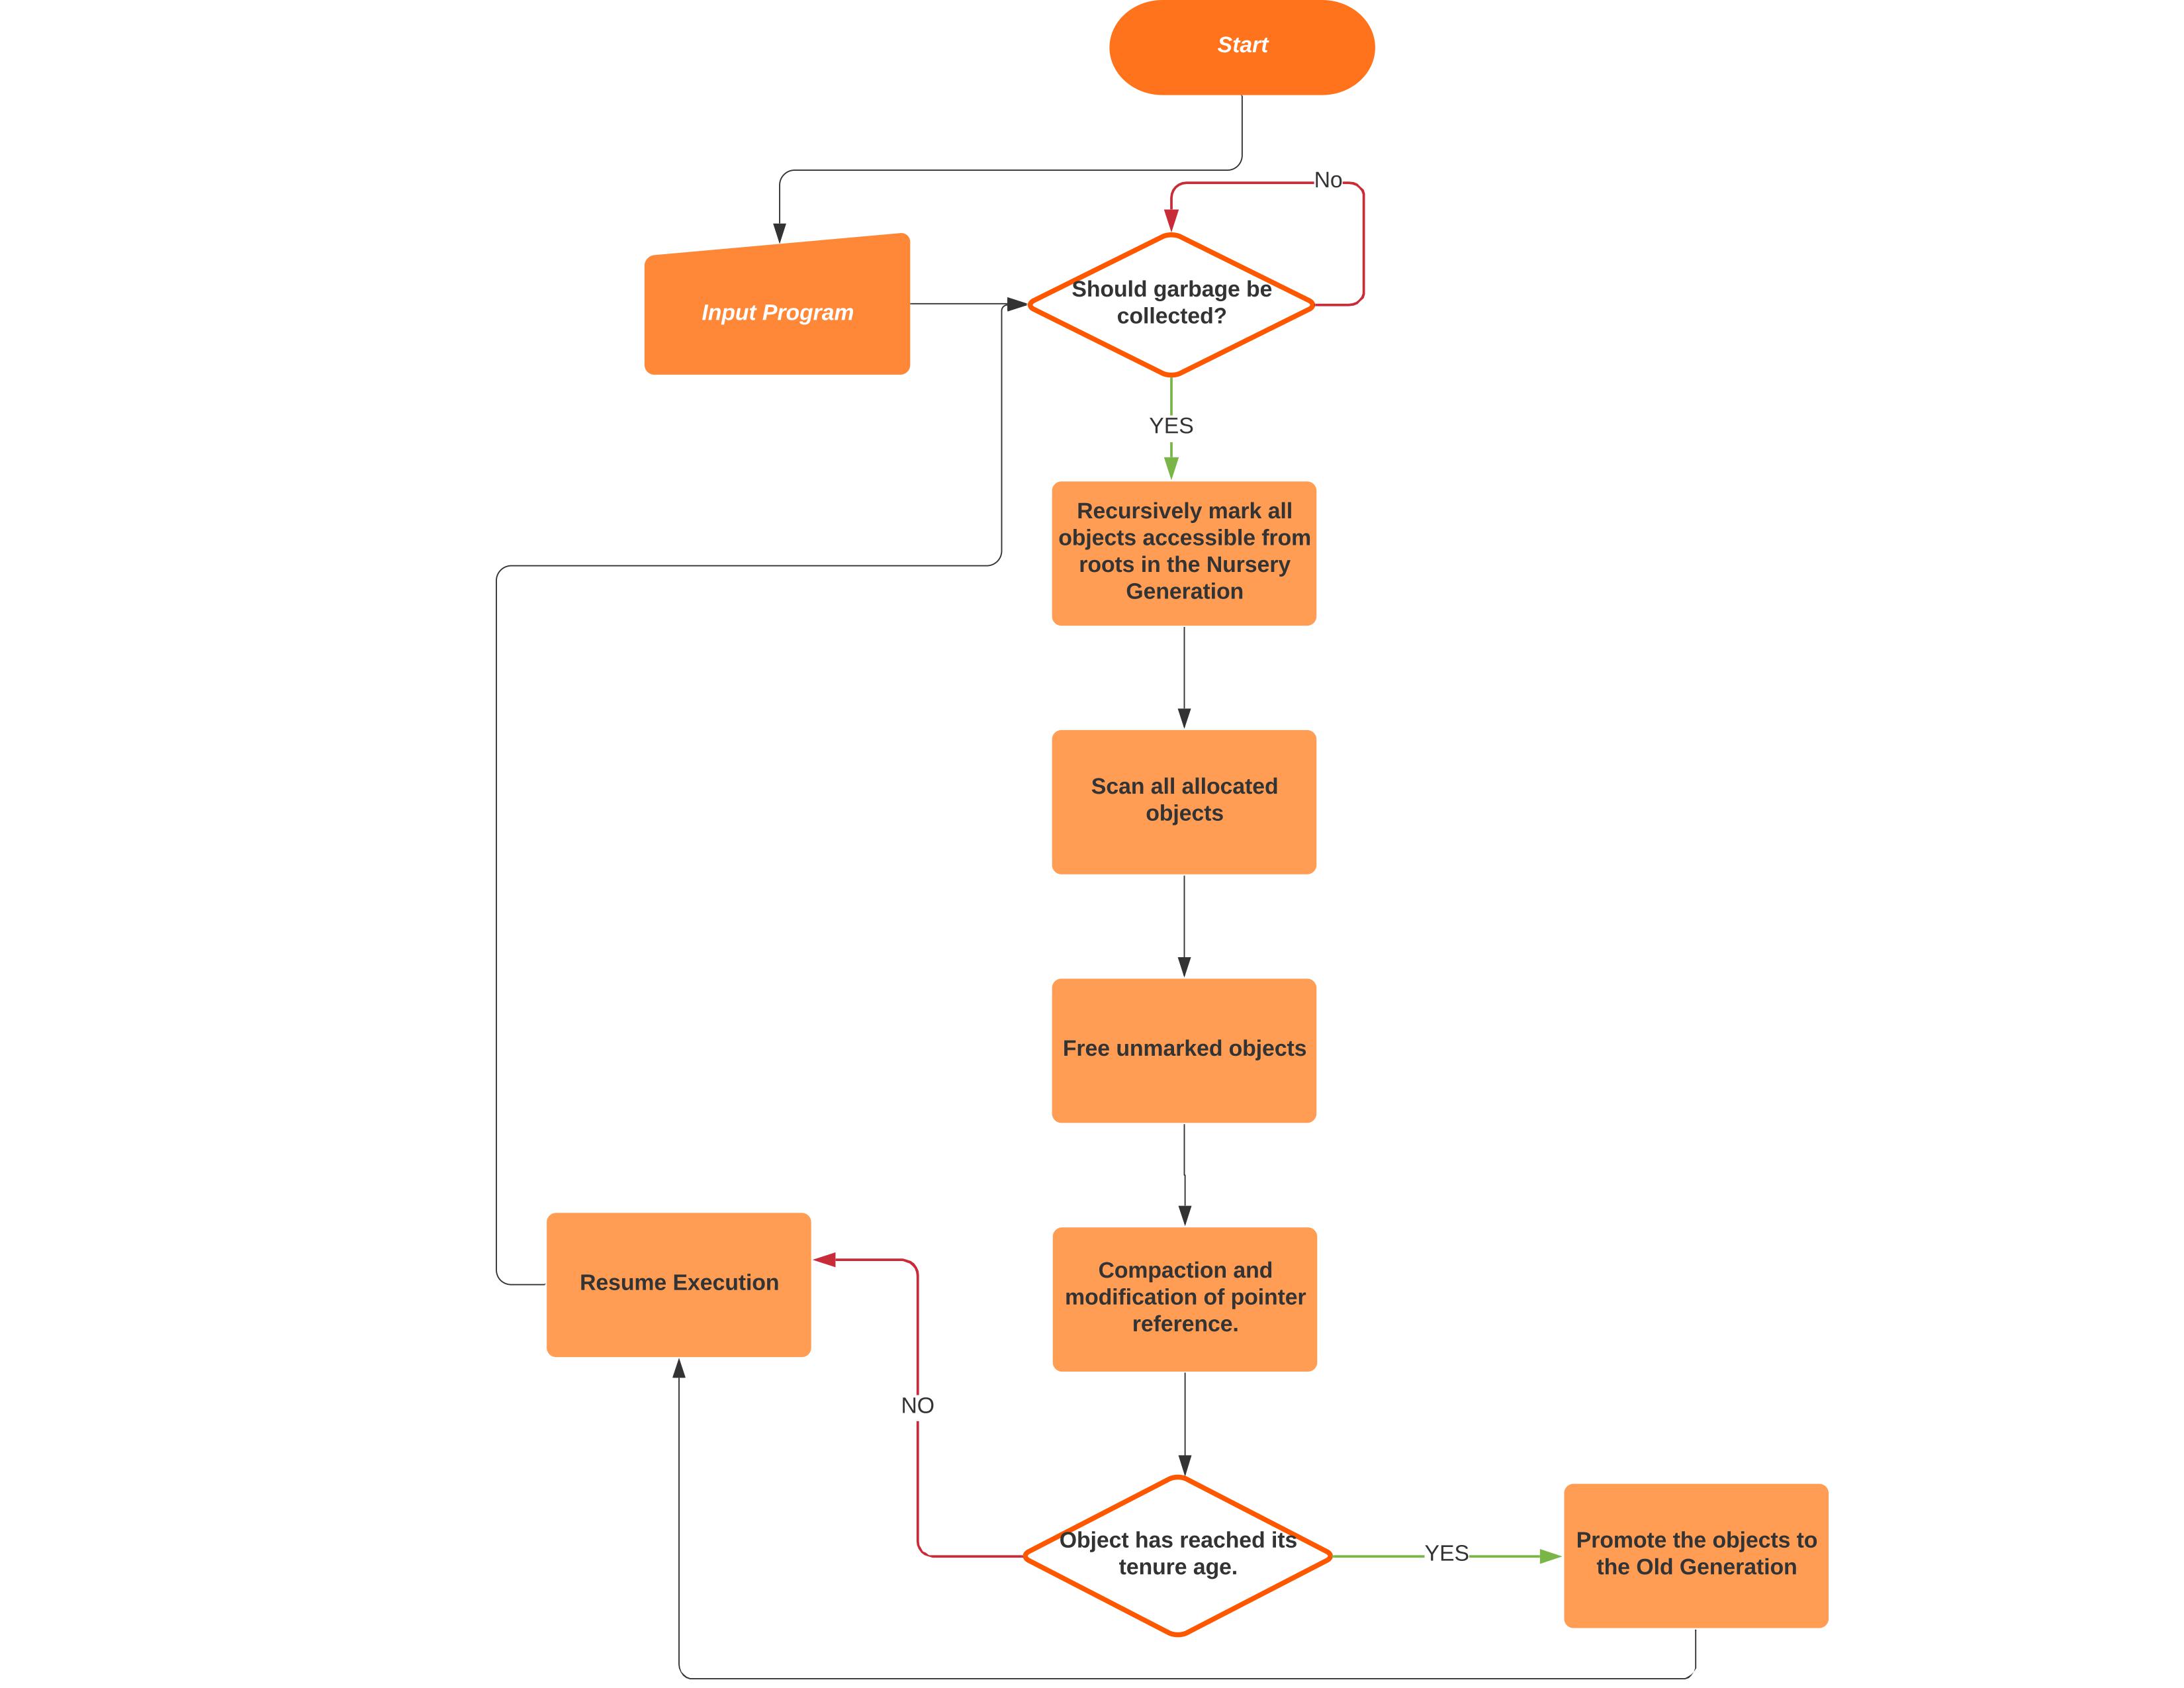 Start
No
Input Program
Should garbage be
collected?
YES
Recursively mark all
objects accessible from
roots in the Nursery
Generation
Scan all allocated
objects
Free unmarked objects
Resume Execution
Compaction and
modification of pointer
reference.
NO
Object has reached its
tenure age.
YES
Promote the objects to
the Old Generation